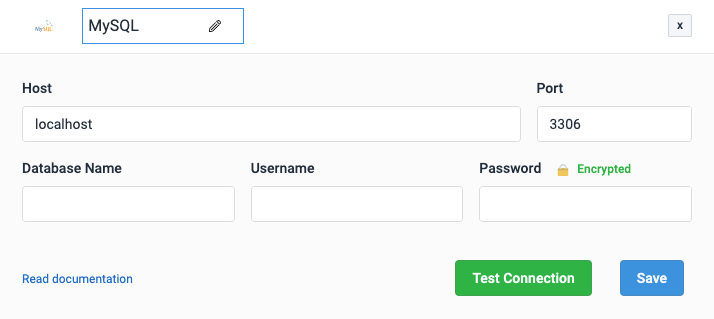 MySQL MySQL x
Host Port
localhost 3306
Database Name Username Password Encrypted
Read documentation Test Connection Save